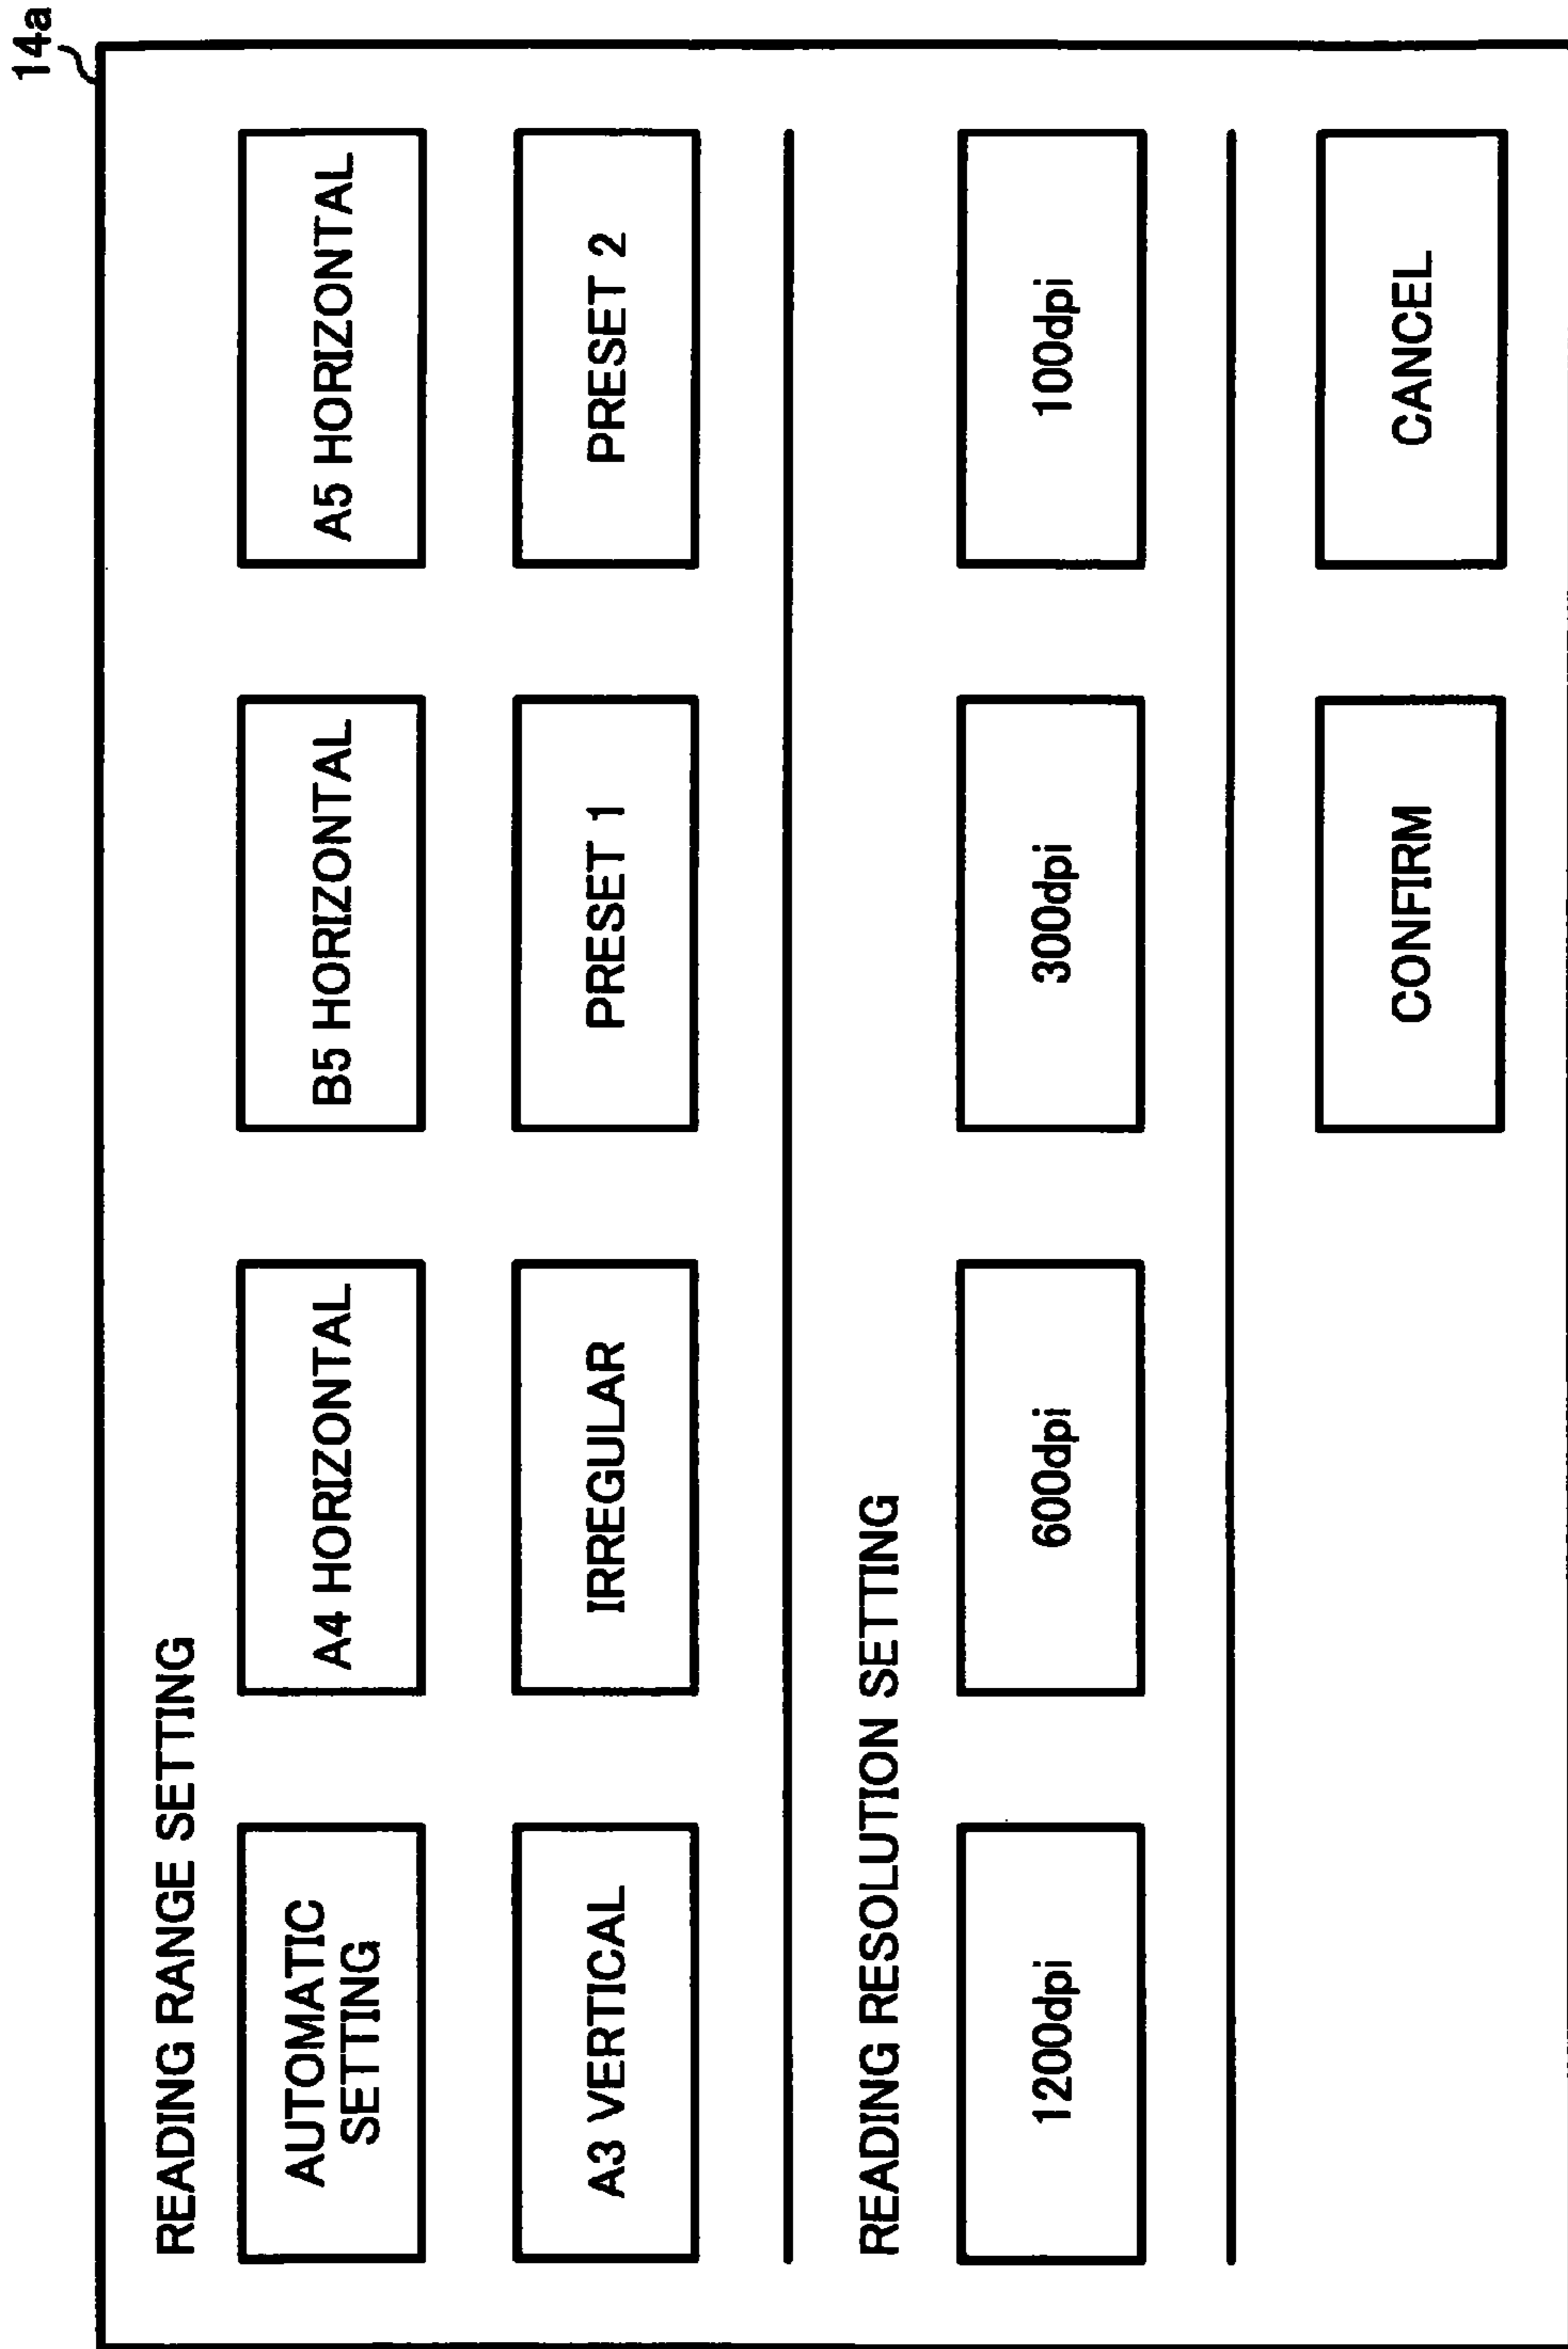 14a
READING RANGE SETTING
AUTOMATIC
SETTING
A4 HORIZONTAL
B5 HORIZONTAL
A5 HORIZONTAL
A3 VERTICAL
IRREGULAR
PRESET 1
PRESET 2
READING RESOLUTION SETTING
1200dpi
600dpi
300dpi
100dpi
CONFIRM
CANCEL